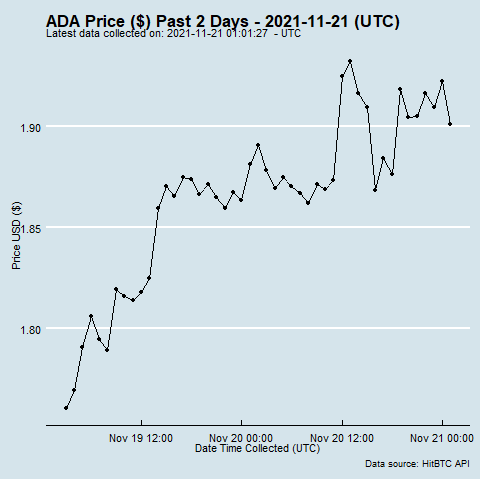 ADA Price ($) Past 2 Days - 2021-11-21 (UTC)
Latest data collected on: 2021-11-21 01:01:27 - UTC
1.90
1.85
1.80
Price USD ($)
Nov 19 12:00
Nov 20 00:00
Nov 20 12:00
Nov 21 00:00
Date Time Collected (UTC)
Data source: HitBTC API